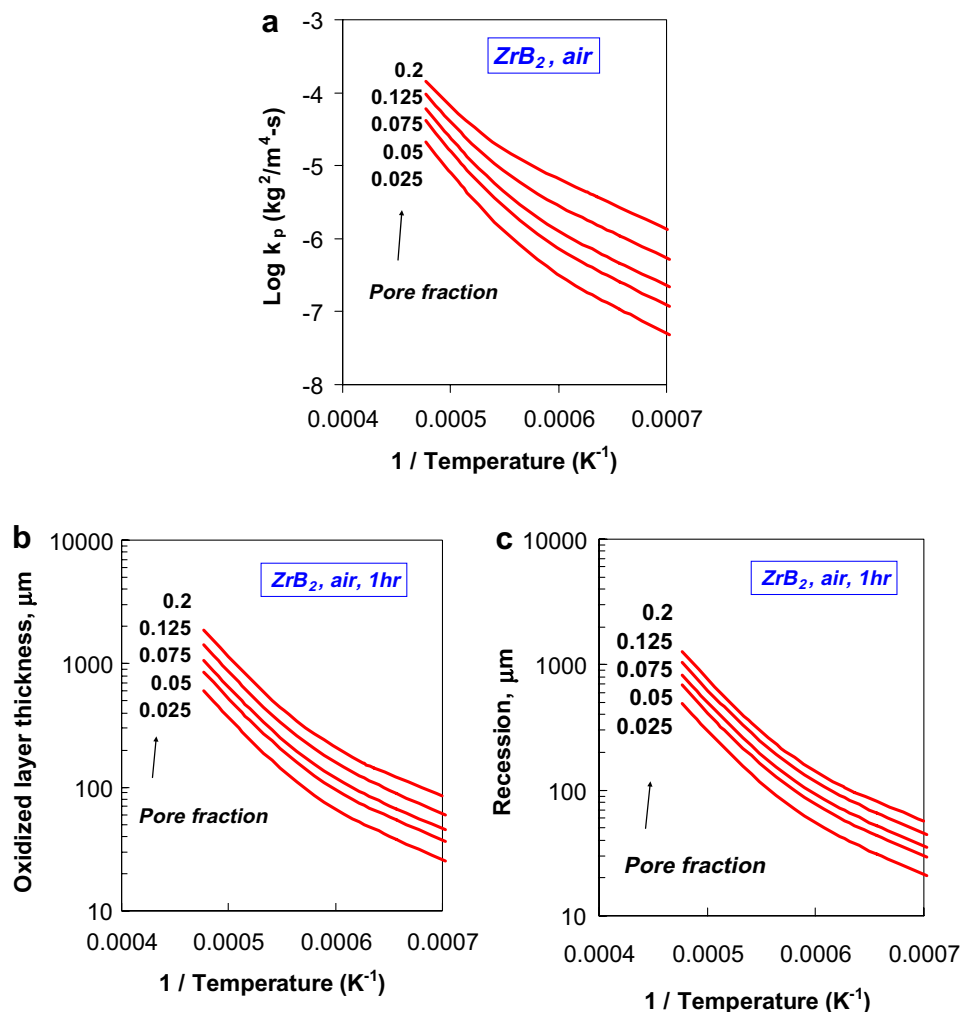 a
ZrB2, air
Log kp (kg2/m4-s)
-3
-4
-5
-6
-7
-8
0.2
0.125
0.075
0.05
0.025
Pore fraction
0.0004 0.0005 0.0006 0.0007
1 / Temperature (K-1)
b
ZrB2, air, 1hr
Oxidized layer thickness, μm
10000
1000
100
10
0.2
0.125
0.075
0.05
0.025
Pore fraction
0.0004 0.0005 0.0006 0.0007
1 / Temperature (K-1)
c
ZrB2, air, 1hr
Recession, μm
10000
1000
100
10
0.2
0.125
0.075
0.05
0.025
Pore fraction
0.0004 0.0005 0.0006 0.0007
1 / Temperature (K-1)